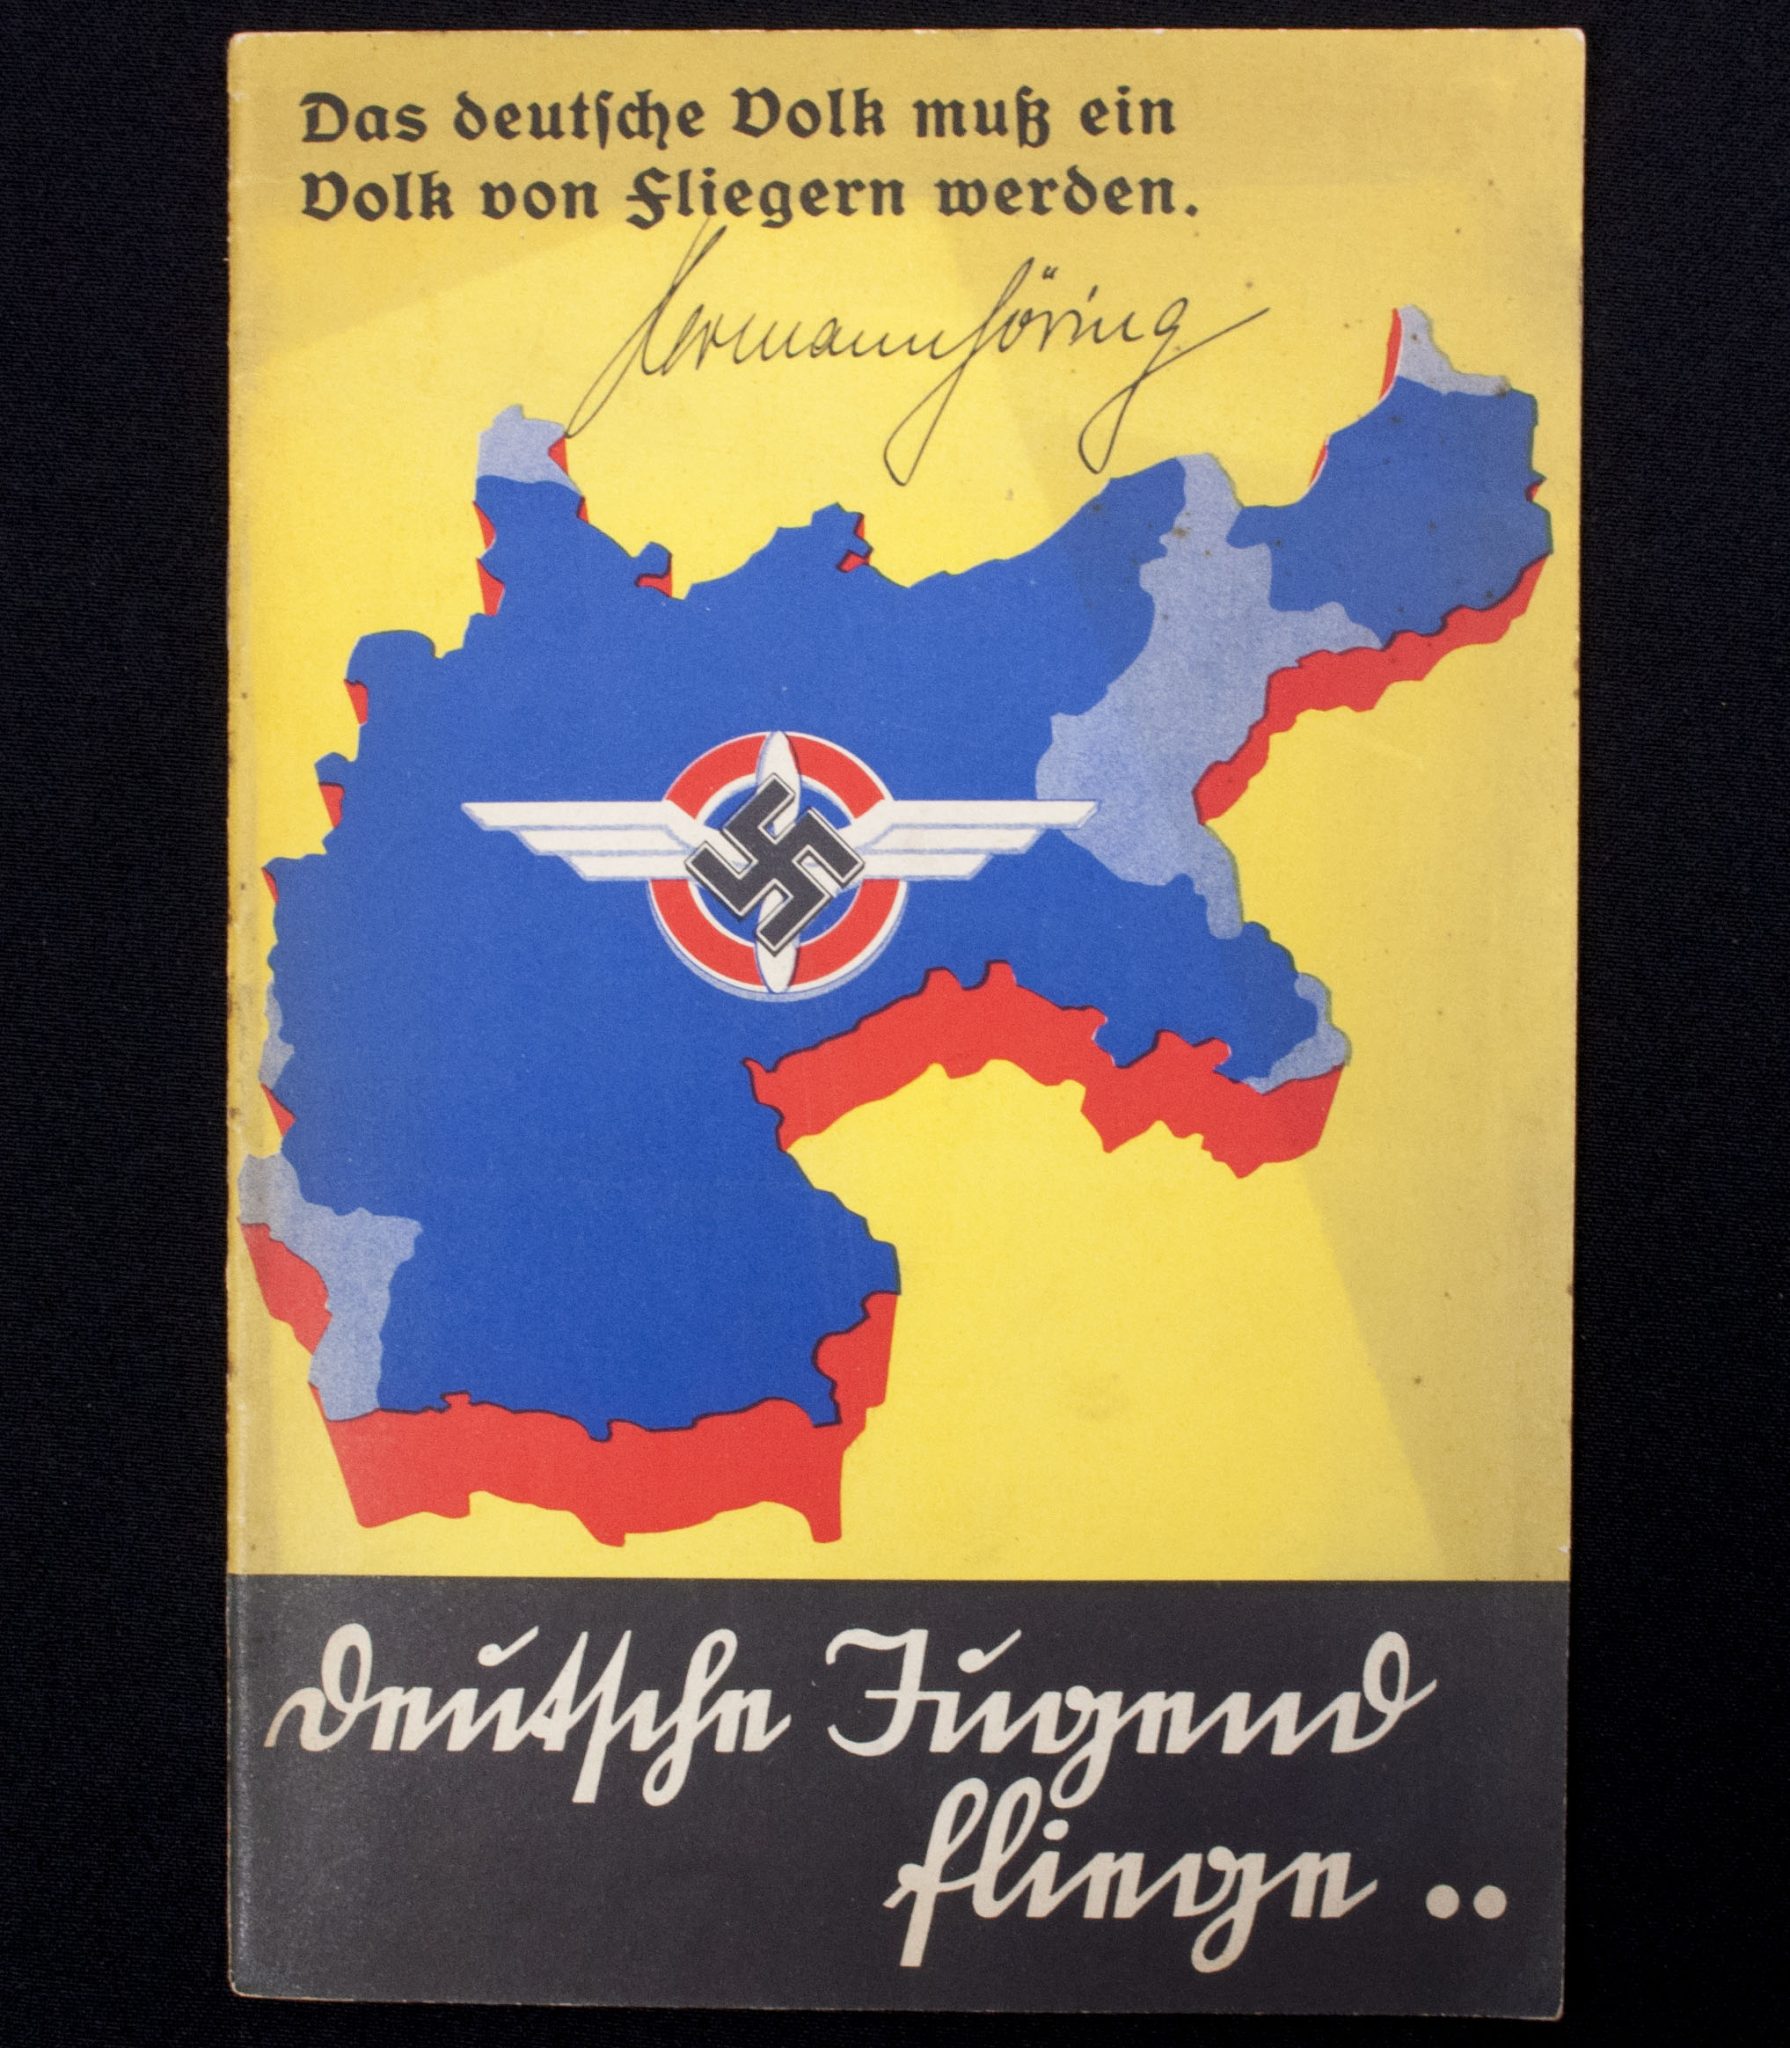 Das deutsche Volk muß ein
Volk von Fliegern werden.
Hermann Göring
Deutsche Jugend
fliege ..